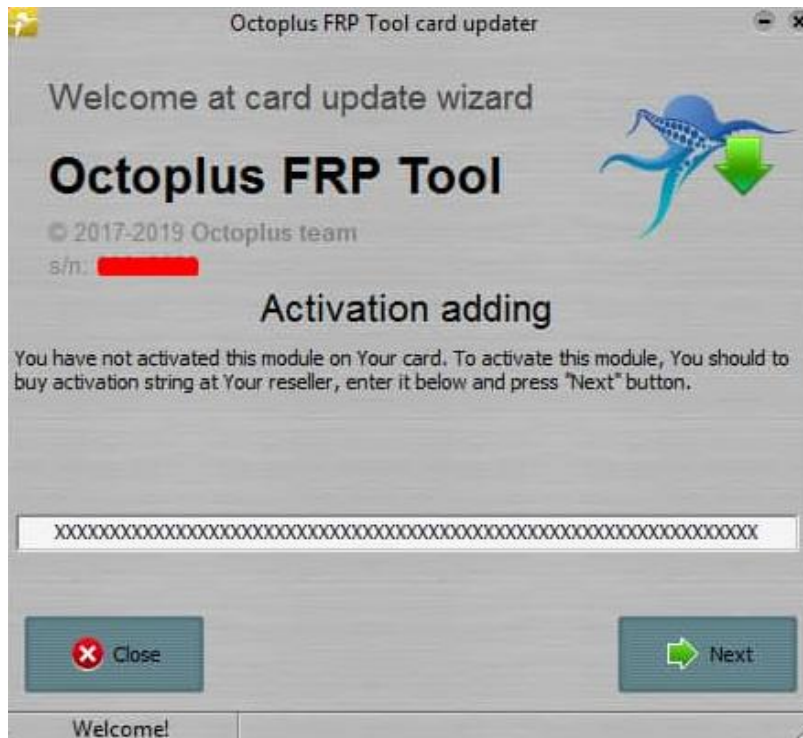 Octoplus FRP Tool card updater
Welcome at card update wizard
Octoplus FRP Tool
© 2017-2019 Octoplus team
s/n:
Activation adding
You have not activated this module on Your card. To activate this module, You should to
buy activation string at Your reseller, enter it below and press "Next" button.
XXXXXXXXXXXXXXXXXXXXXXXXXXXXXXXXXXXXXXXXXXXXXXXXXXXXXXXXXXXXXXXX
Close
Next
Welcome!